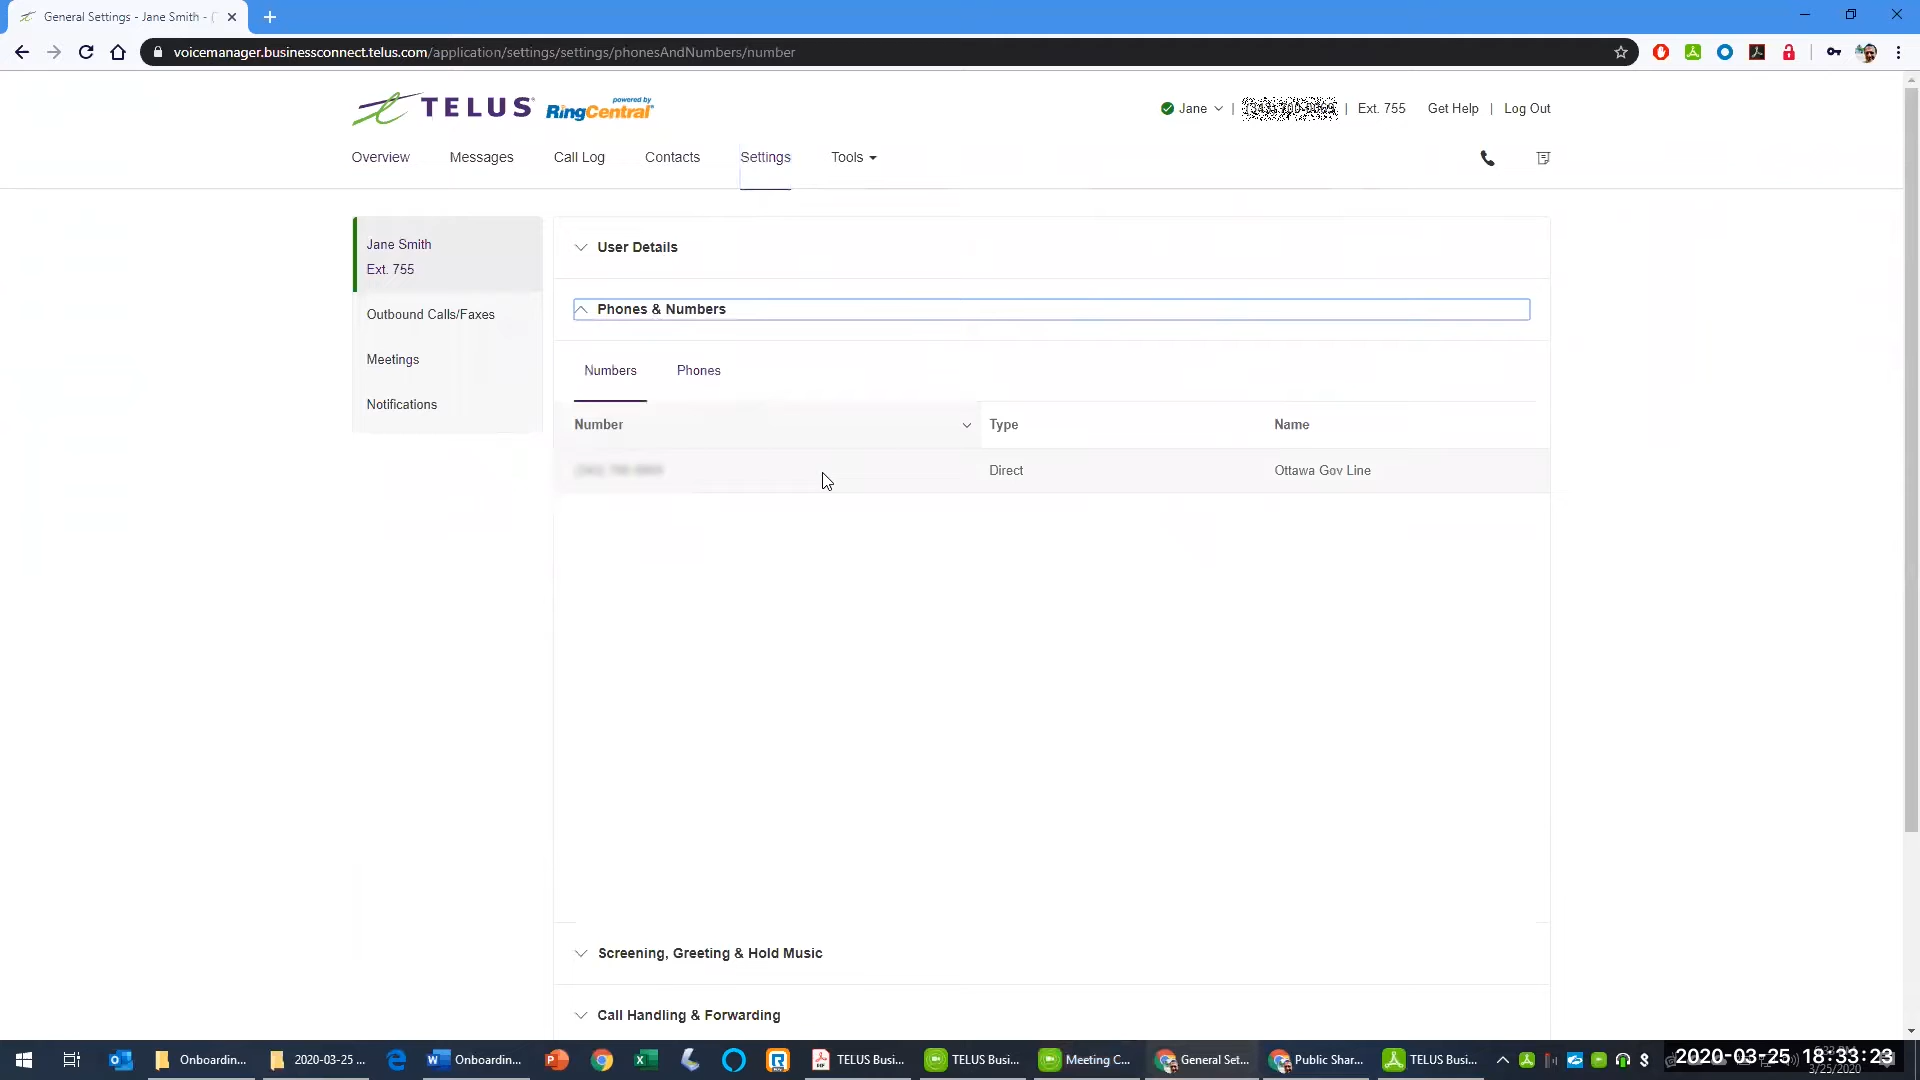 General Settings - Jane Smith - (
voicemanager.businessconnect.telus.com/application/settings/settings/phonesAndNumbers/number
TELUS powered by RingCentral
Jane | | Ext. 755 Get Help | Log Out
Overview Messages Call Log Contacts Settings Tools
Jane Smith
Ext. 755
Outbound Calls/Faxes
Meetings
Notifications
User Details
Phones & Numbers
Numbers Phones
Number Type Name
Direct Ottawa Gov Line
Screening, Greeting & Hold Music
Call Handling & Forwarding
Onboardin... 2020-03-25 ... Onboardin... TELUS Busi... TELUS Busi... Meeting C... General Set... Public Shar... TELUS Busi...
2020-03-25 18:33:23
3/25/2020